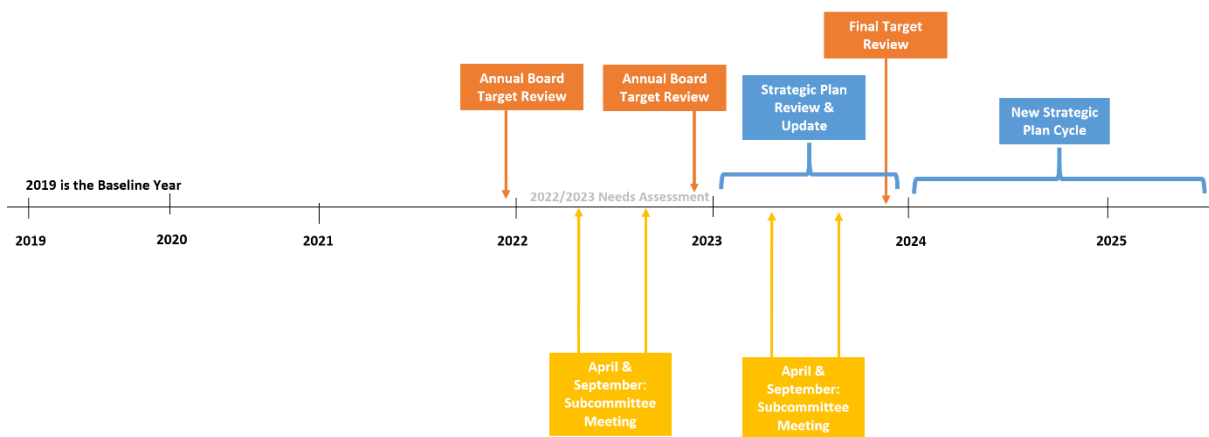 Final Target
Review
Annual Board
Target Review
Annual Board
Target Review
Strategic Plan
Review &
Update
New Strategic
Plan Cycle
2019 is the Baseline Year
2022/2023 Needs Assessment
2019
2020
2021
2022
2023
2024
2025
April &
September:
Subcommittee
Meeting
April &
September:
Subcommittee
Meeting